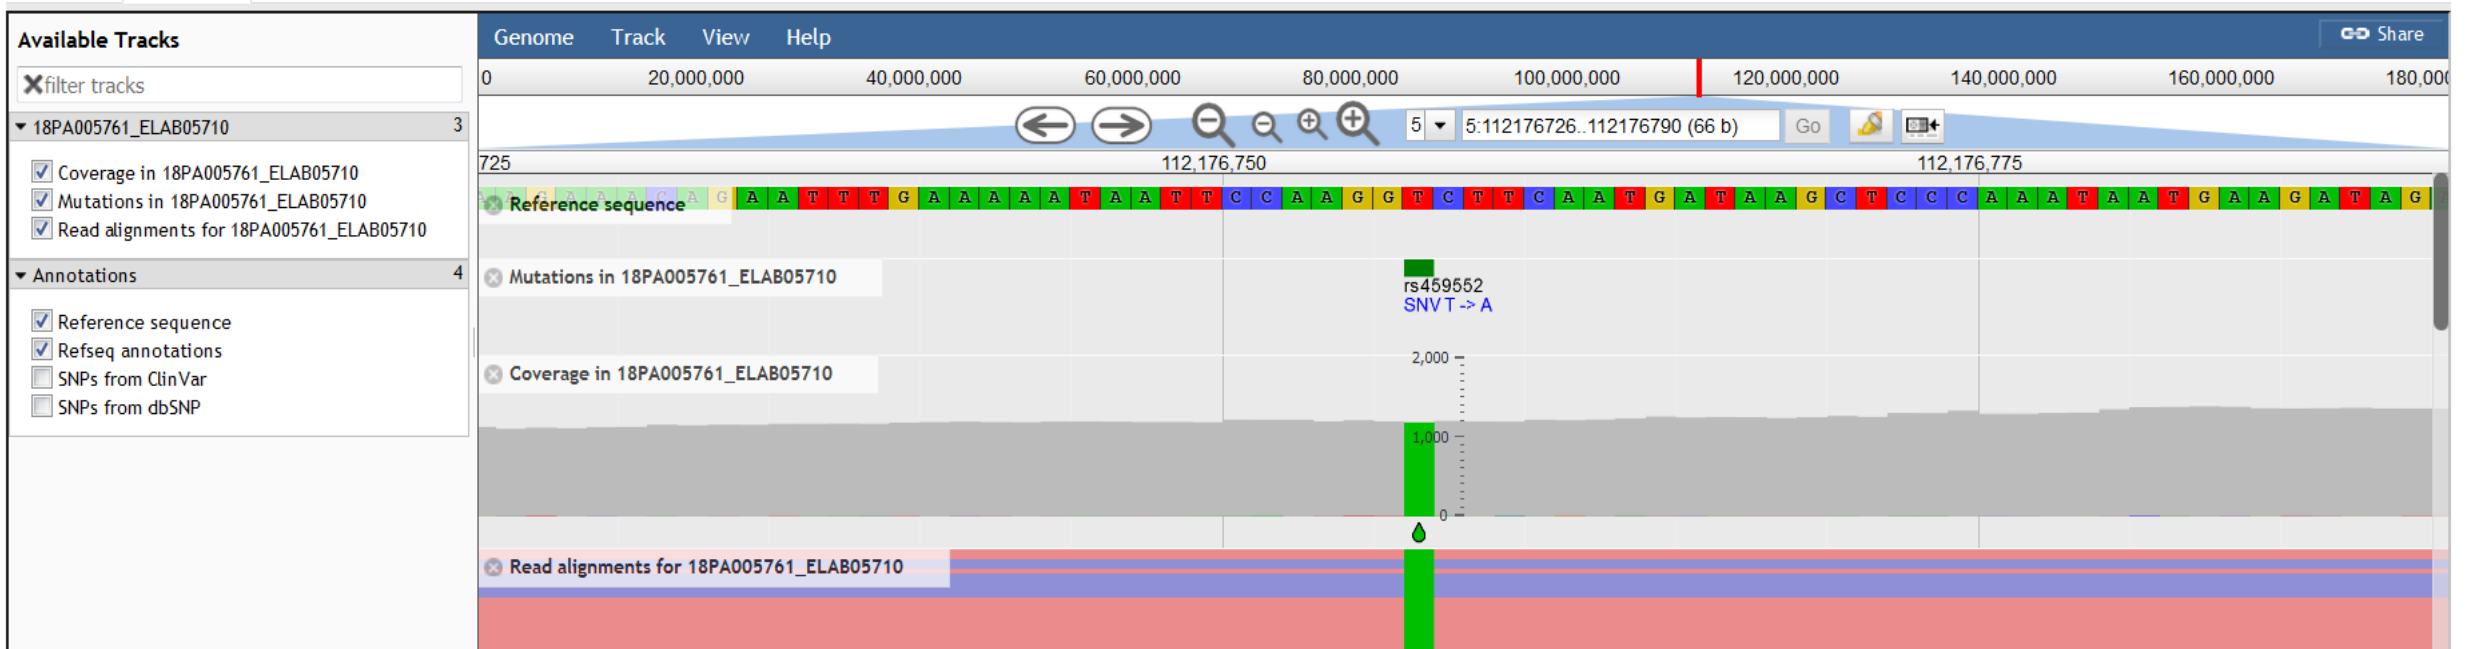 Available Tracks
filter tracks
18PA005761_ELAB05710 3
Coverage in 18PA005761_ELAB05710
Mutations in 18PA005761_ELAB05710
Read alignments for 18PA005761_ELAB05710
Annotations 4
Reference sequence
Refseq annotations
SNPs from ClinVar
SNPs from dbSNP
Genome Track View Help Share
0 20,000,000 40,000,000 60,000,000 80,000,000 100,000,000 120,000,000 140,000,000 160,000,000 180,00
5 5:112176726..112176790 (66 b) Go
725 112,176,750 112,176,775
Reference sequence A G A A T T T G A A A A A T A A T T C C A A G G T C T T C A A T G A T A A G C T C C C A A A T A A T G A A G A T A G
Mutations in 18PA005761_ELAB05710
rs459552
SNV T -> A
Coverage in 18PA005761_ELAB05710
2,000
1,000
0
Read alignments for 18PA005761_ELAB05710